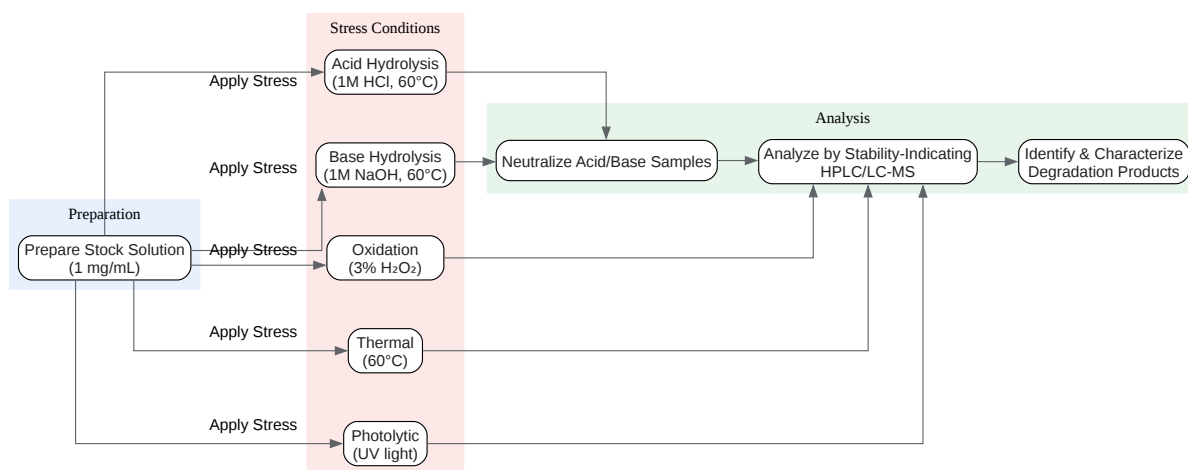 Stress Conditions
Acid Hydrolysis
(1M HCl, 60°C)
Apply Stress
Analysis
Base Hydrolysis
(1M NaOH, 60°C)
Apply Stress
Neutralize Acid/Base Samples
Analyze by Stability-Indicating
HPLC/LC-MS
Identify & Characterize
Degradation Products
Preparation
Prepare Stock Solution
(1 mg/mL)
Apply Stress
Oxidation
(3% H₂O₂)
Apply Stress
Thermal
(60°C)
Apply Stress
Photolytic
(UV light)